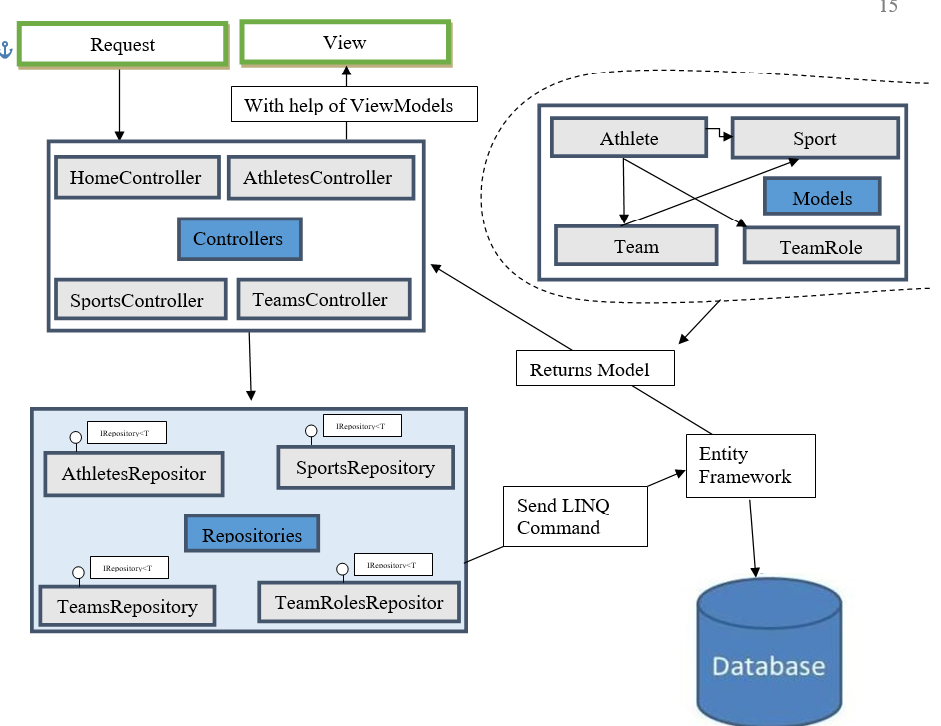 15
Request
View
With help of ViewModels
HomeController
AthletesController
Controllers
SportsController
TeamsController
Athlete
Sport
Models
Team
TeamRole
Returns Model
IRepository<T
IRepository<T
AthletesRepositor
SportsRepository
Repositories
IRepository<T
IRepository<T
TeamsRepository
TeamRolesRepositor
Send LINQ
Command
Entity
Framework
Database